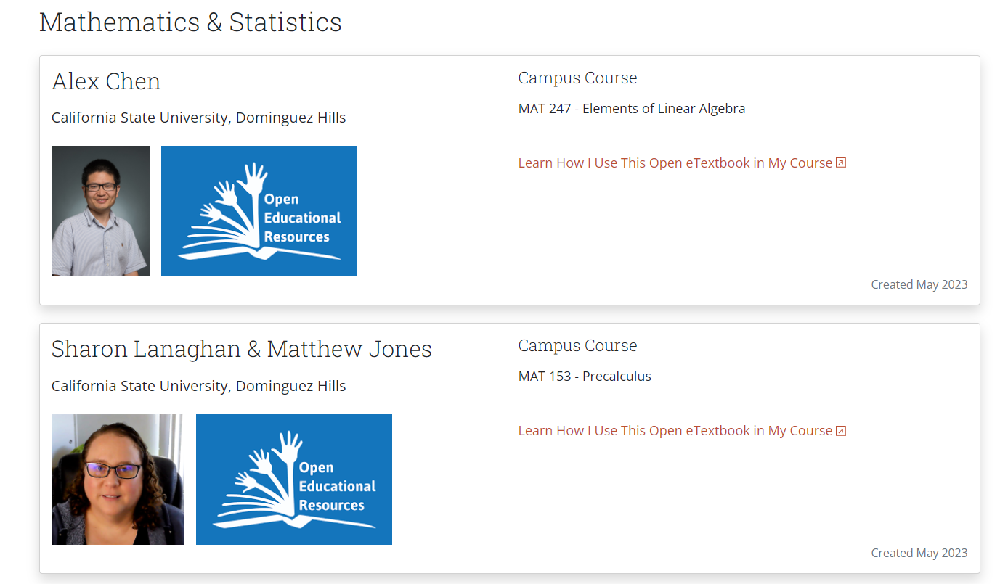 Mathematics & Statistics
Alex Chen
California State University, Dominguez Hills
Open
Educational
Resources
Campus Course
MAT 247 - Elements of Linear Algebra
Learn How I Use This Open eTextbook in My Course
Created May 2023
Sharon Lanaghan & Matthew Jones
California State University, Dominguez Hills
Open
Educational
Resources
Campus Course
MAT 153 - Precalculus
Learn How I Use This Open eTextbook in My Course
Created May 2023